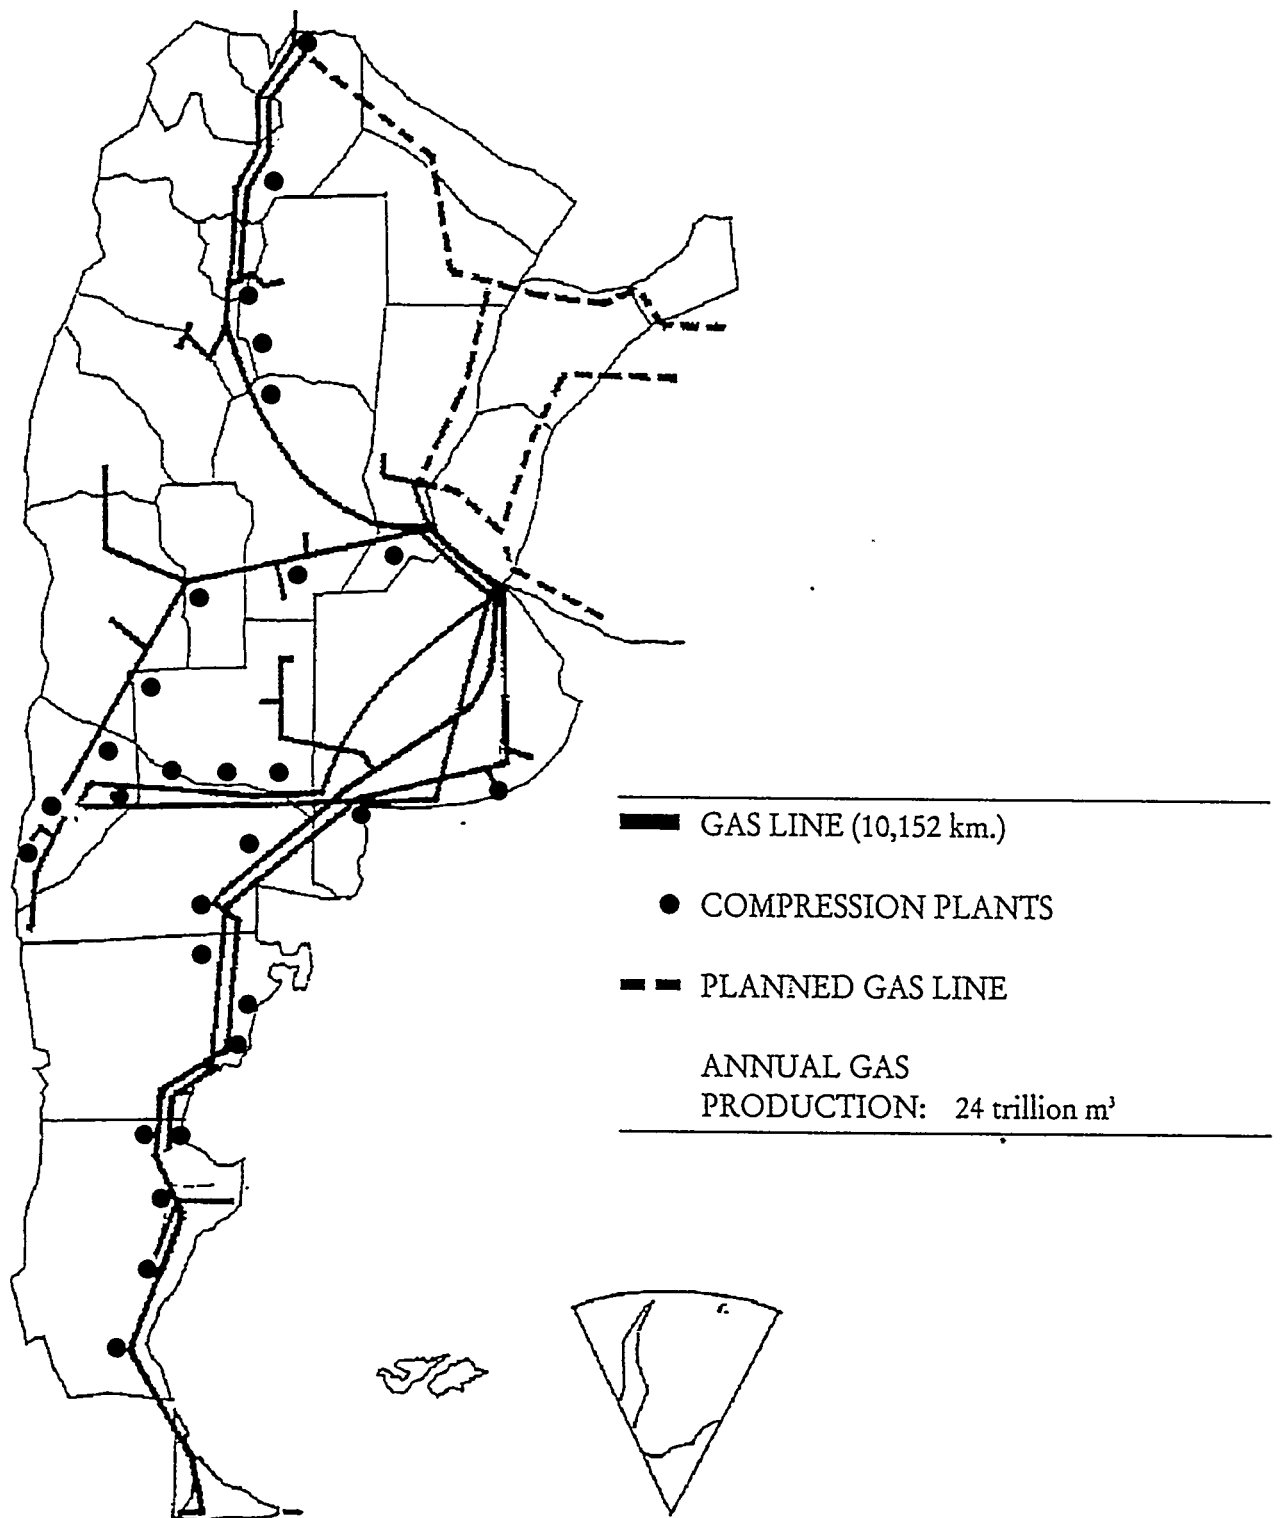 GAS LINE (10,152 km.)
COMPRESSION PLANTS
PLANNED GAS LINE
ANNUAL GAS
PRODUCTION: 24 trillion m³